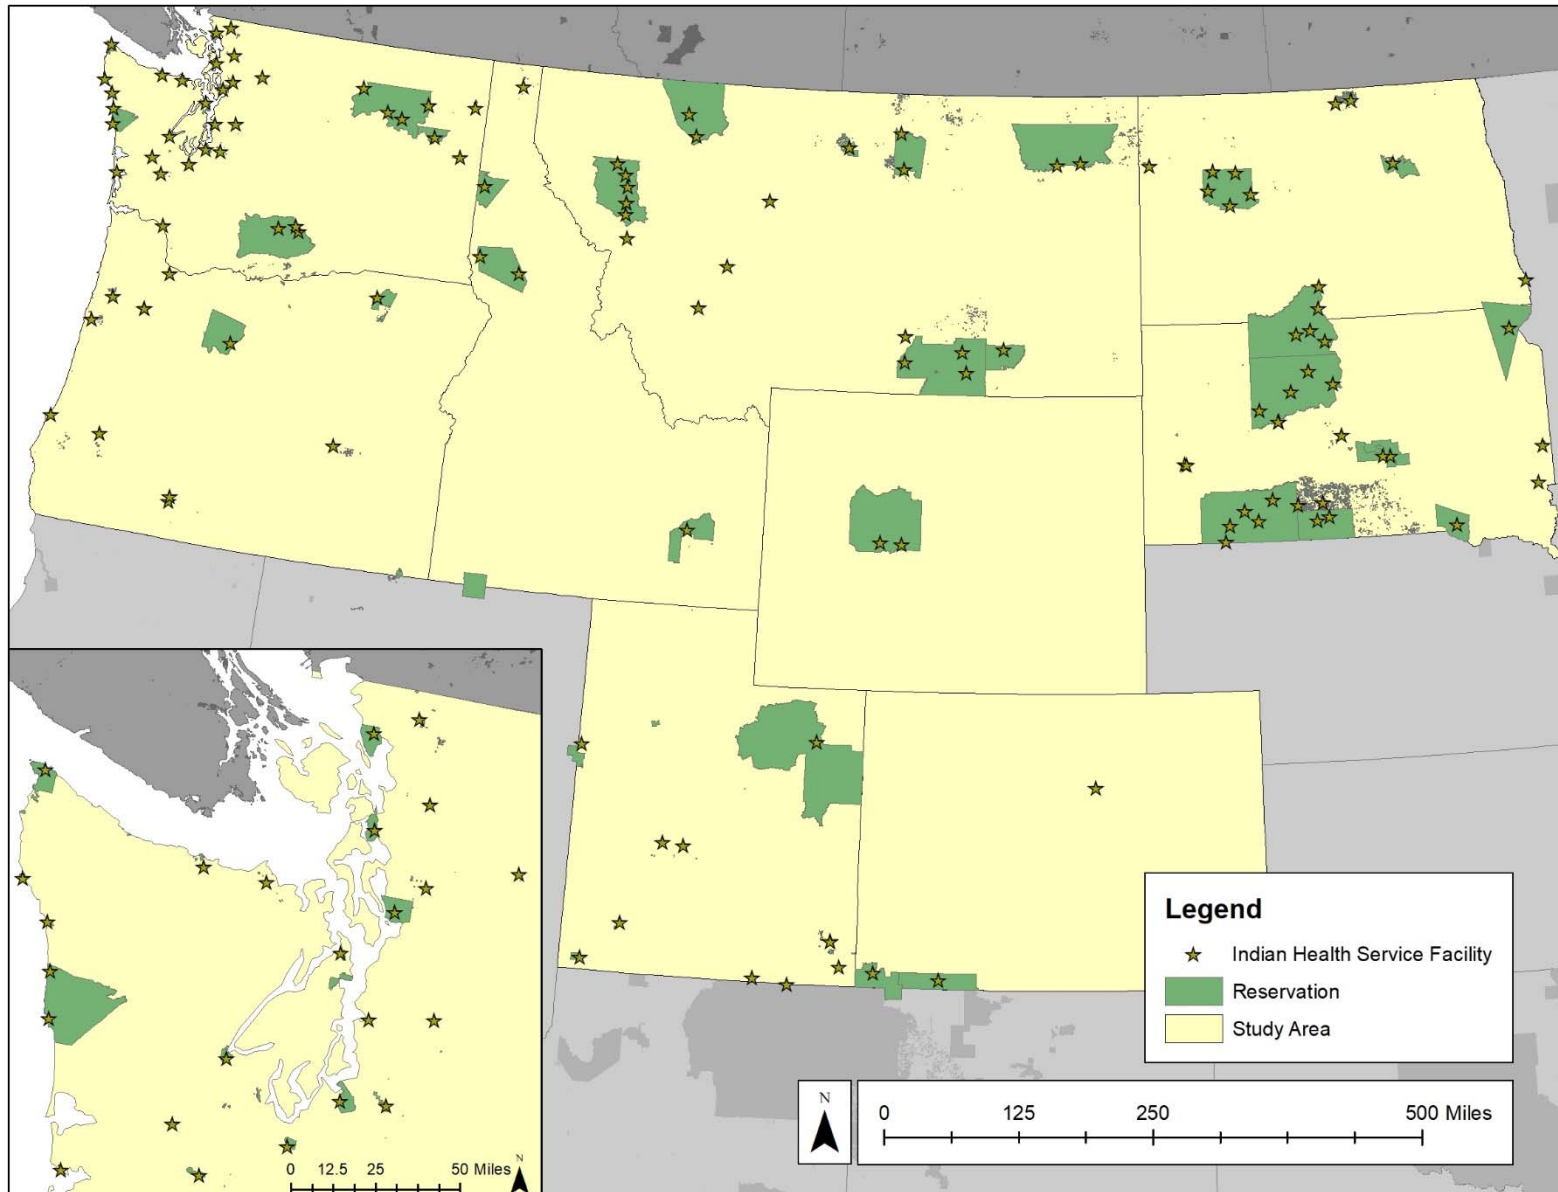 Legend
Indian Health Service Facility
Reservation
Study Area
N
0 125 250 500 Miles
N
0 12.5 25 50 Miles